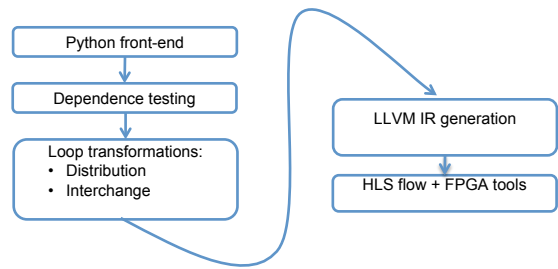 Python front-end
Dependence testing
Loop transformations:
• Distribution
• Interchange
LLVM IR generation
HLS flow + FPGA tools